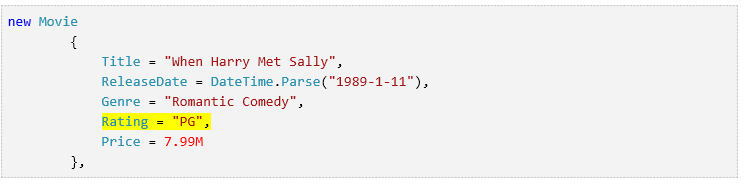 new Movie
{
Title = "When Harry Met Sally",
ReleaseDate = DateTime.Parse("1989-1-11"),
Genre = "Romantic Comedy",
Rating = "PG",
Price = 7.99M
},